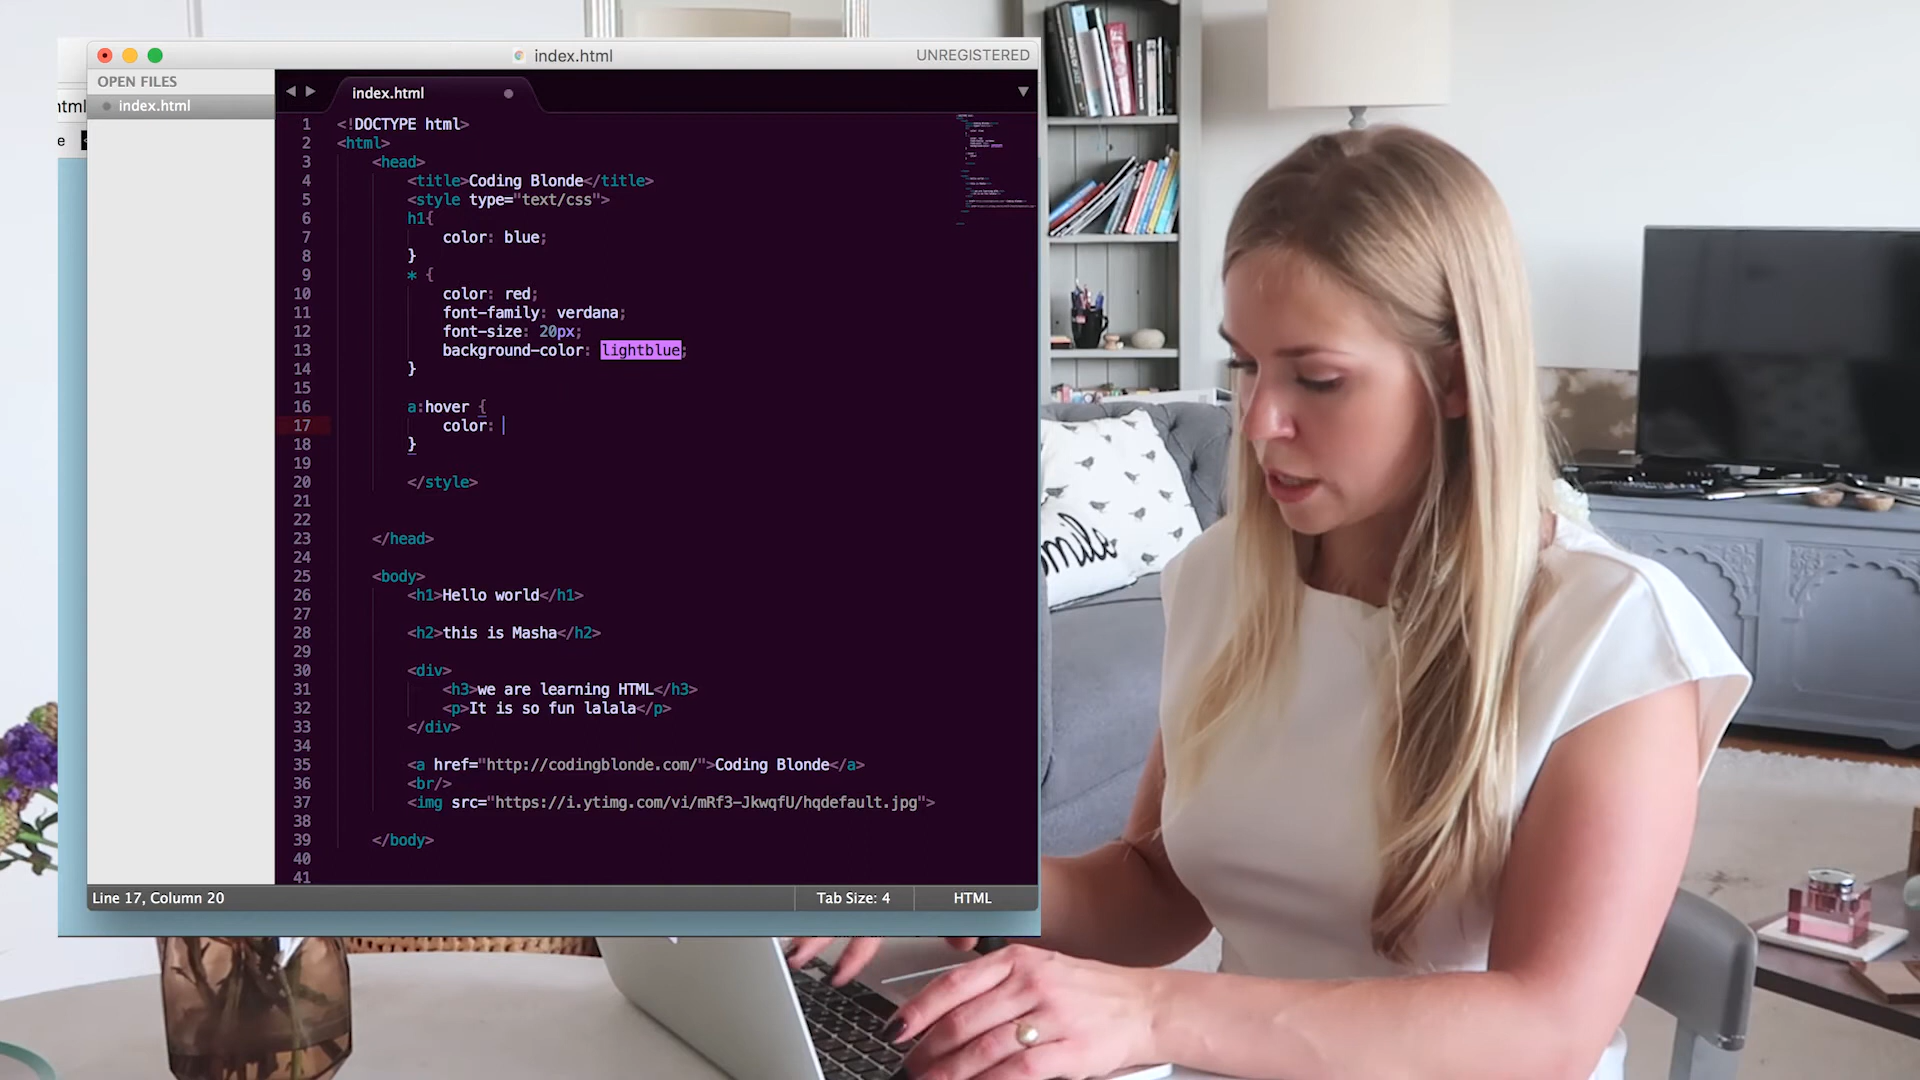 index.html
UNREGISTERED
OPEN FILES
index.html
html
e
index.html
1 <!DOCTYPE html>
2 <html>
3 <head>
4 <title>Coding Blonde</title>
5 <style type="text/css">
6 h1{
7 color: blue;
8 }
9 * {
10 color: red;
11 font-family: verdana;
12 font-size: 20px;
13 background-color: lightblue;
14 }
15
16 a:hover {
17 color:
18 }
19
20 </style>
21
22
23 </head>
24
25 <body>
26 <h1>Hello world</h1>
27
28 <h2>this is Masha</h2>
29
30 <div>
31 <h3>we are learning HTML</h3>
32 <p>It is so fun lalala</p>
33 </div>
34
35 <a href="http://codingblonde.com/">Coding Blonde</a>
36 <br/>
37 <img src="https://i.ytimg.com/vi/mRf3-JkwqfU/hqdefault.jpg">
38
39 </body>
40
41
Line 17, Column 20
Tab Size: 4
HTML